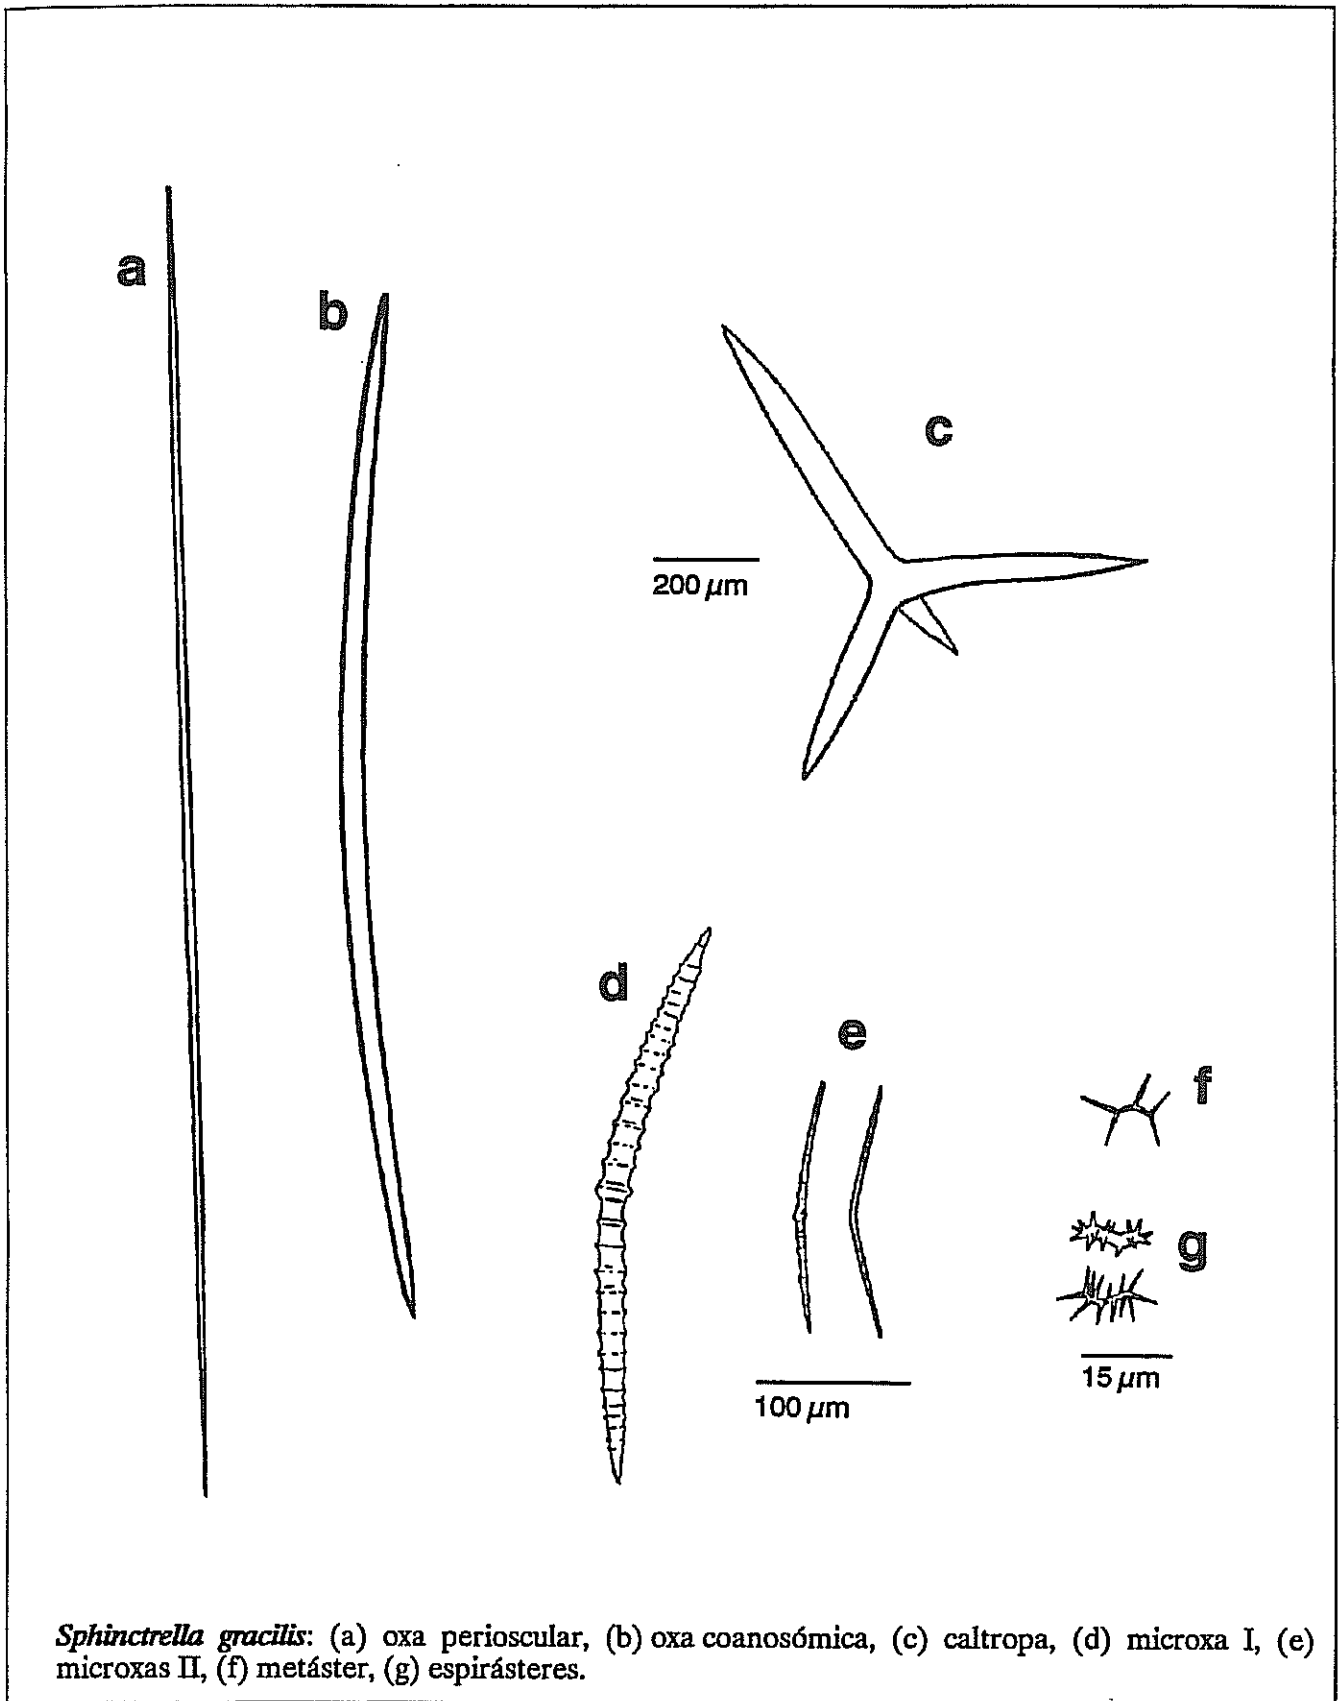 a
b
c
200 µm
d
e
f
g
15 µm
100 µm
Sphinctrella gracilis: (a) oxa perioscular, (b) oxa coanosómica, (c) caltropa, (d) microxa I, (e)
microxas II, (f) metáster, (g) espirásteres.